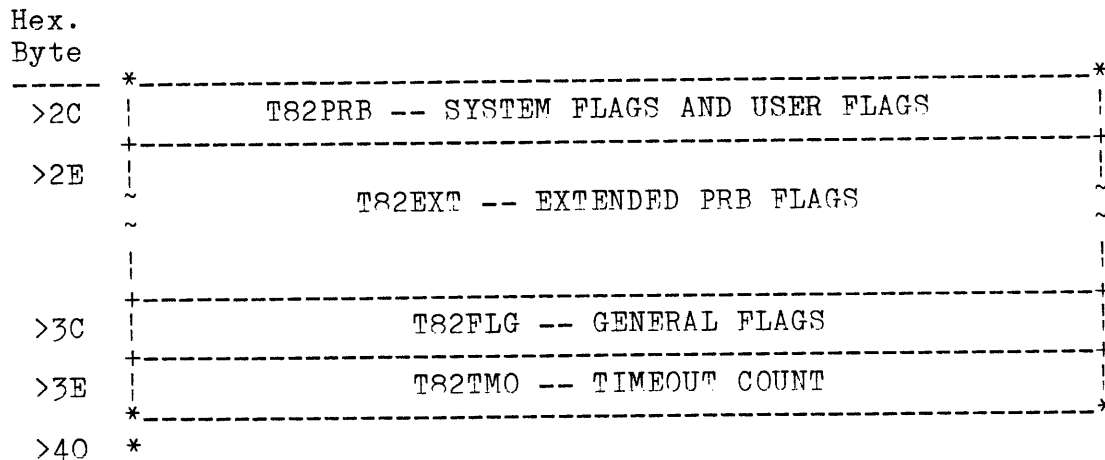 Hex.
Byte
----- *-----------------------------------------------------------*
>2C | T82PRB -- SYSTEM FLAGS AND USER FLAGS |
+-----------------------------------------------------------+
>2E | |
~ T82EXT -- EXTENDED PRB FLAGS ~
~ ~
| |
+-----------------------------------------------------------+
>3C | T82FLG -- GENERAL FLAGS |
+-----------------------------------------------------------+
>3E | T82TMO -- TIMEOUT COUNT |
*-----------------------------------------------------------*
>40 *